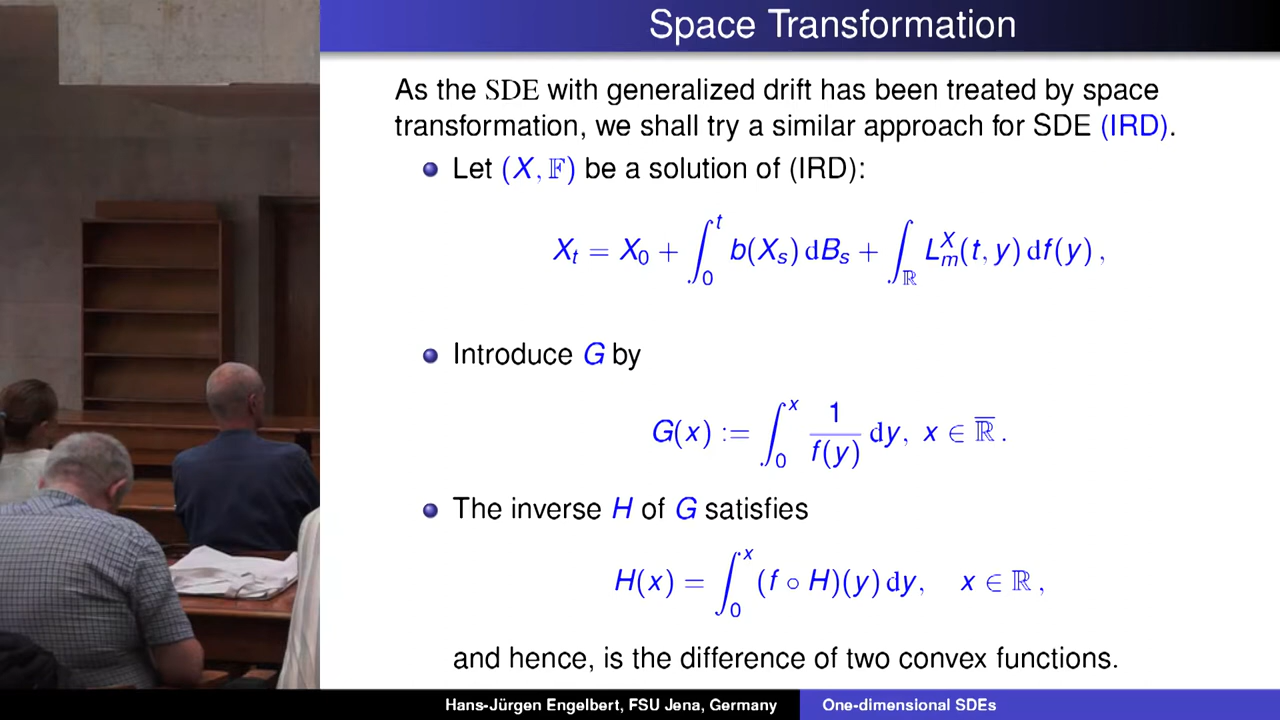 Space Transformation
As the SDE with generalized drift has been treated by space
transformation, we shall try a similar approach for SDE (IRD).
Let (X, 𝔽) be a solution of (IRD):
X_t = X_0 + ∫_0^t b(X_s) dB_s + ∫_ℝ L_m^X(t, y) df(y) ,
Introduce G by
G(x) := ∫_0^x 1/f(y) dy, x ∈ ℝ̅ .
The inverse H of G satisfies
H(x) = ∫_0^x (f ∘ H)(y) dy, x ∈ ℝ ,
and hence, is the difference of two convex functions.
Hans-Jürgen Engelbert, FSU Jena, Germany One-dimensional SDEs